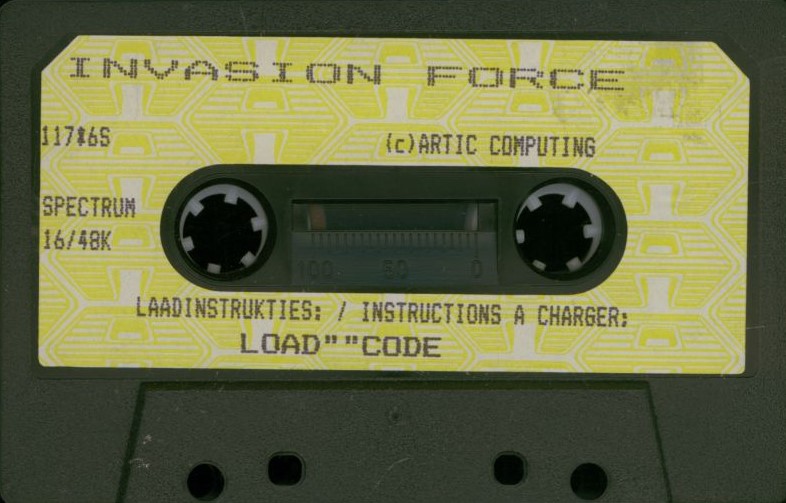 INVASION FORCE
117$6S
(c)ARTIC COMPUTING
SPECTRUM
16/48K
100 50 0
LAADINSTRUKTIES: / INSTRUCTIONS A CHARGER:
LOAD""CODE